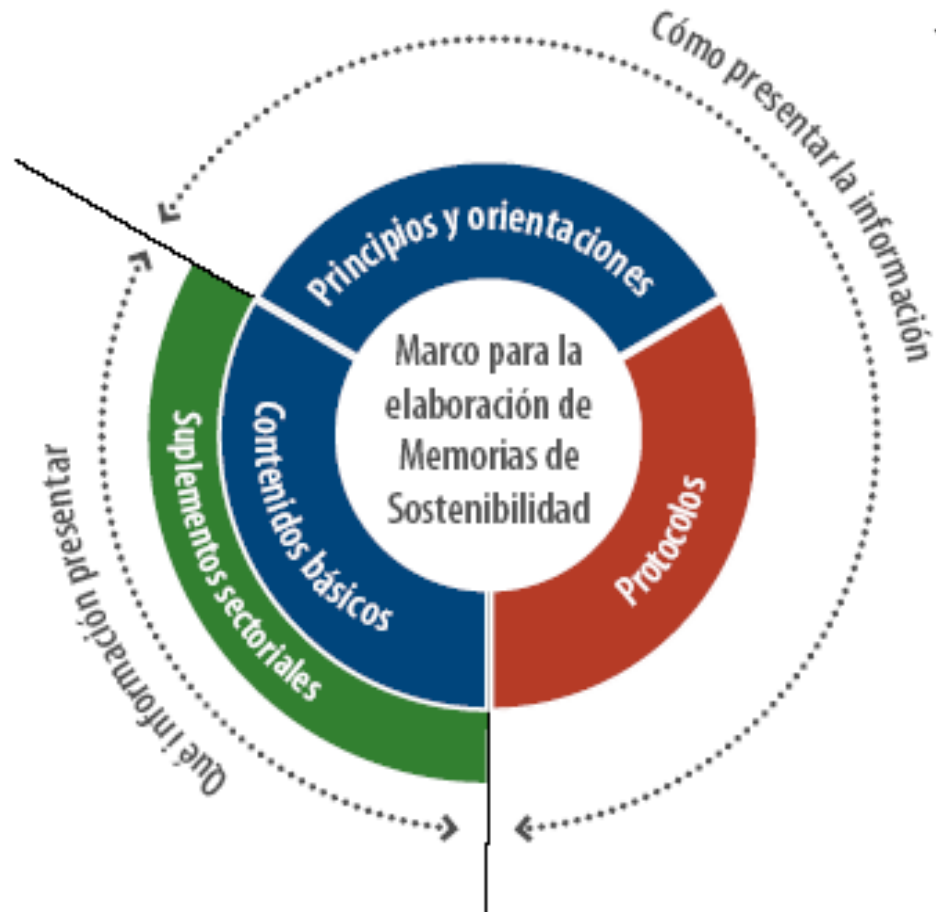 Cómo presentar la información
Principios y orientaciones
Marco para la
elaboración de
Memorias de
Sostenibilidad
Contenidos básicos
Suplementos sectoriales
Protocolos
Qué información presentar